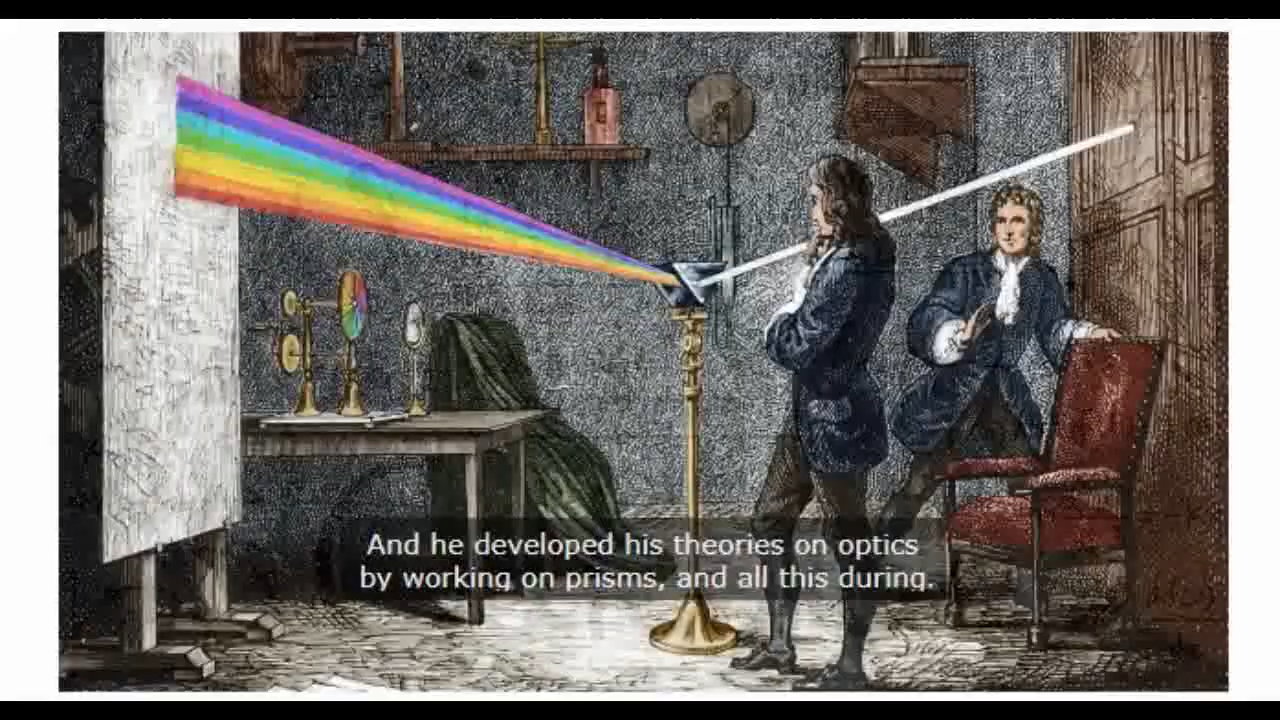 And he developed his theories on optics
by working on prisms, and all this during.